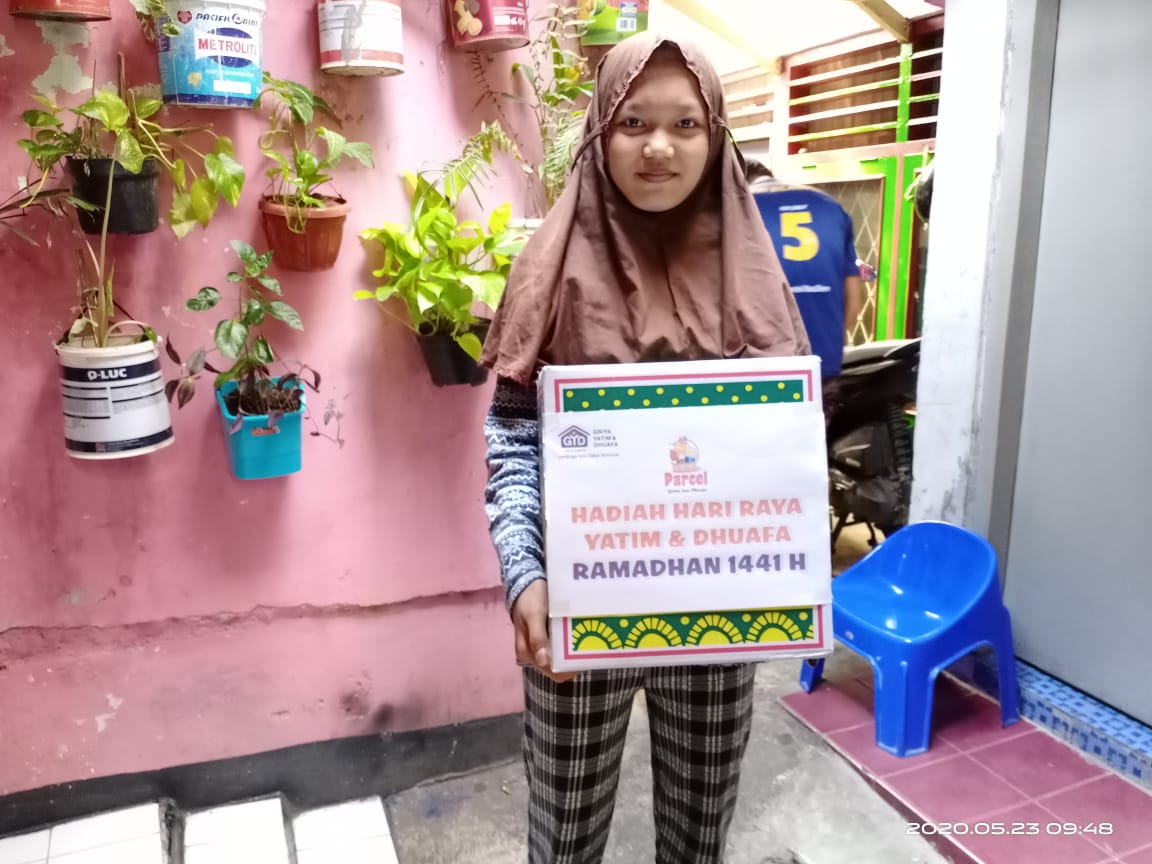 PACIFIC PAINT
METROLITE
Q-LUC
5
GYD
GRIYA
YATIM &
DHUAFA
Parcel
HADIAH HARI RAYA
YATIM & DHUAFA
RAMADHAN 1441 H
2020.05.23 09:48